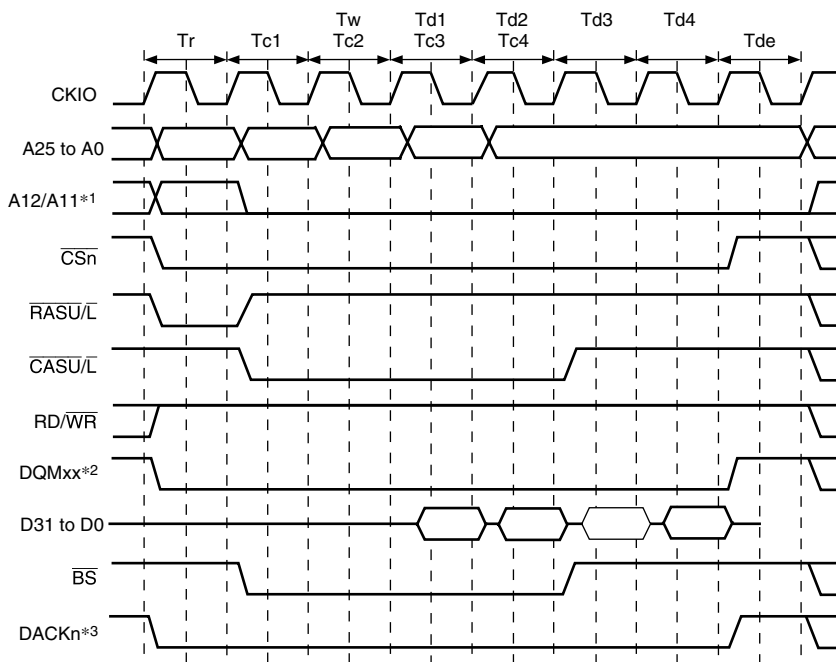 Tw Td1 Td2 Td3 Td4
Tr Tc1 Tc2 Tc3 Tc4 Tde
CKIO
A25 to A0
A12/A11*1
CSn
RASU/L
CASU/L
RD/WR
DQMxx*2
D31 to D0
BS
DACKn*3